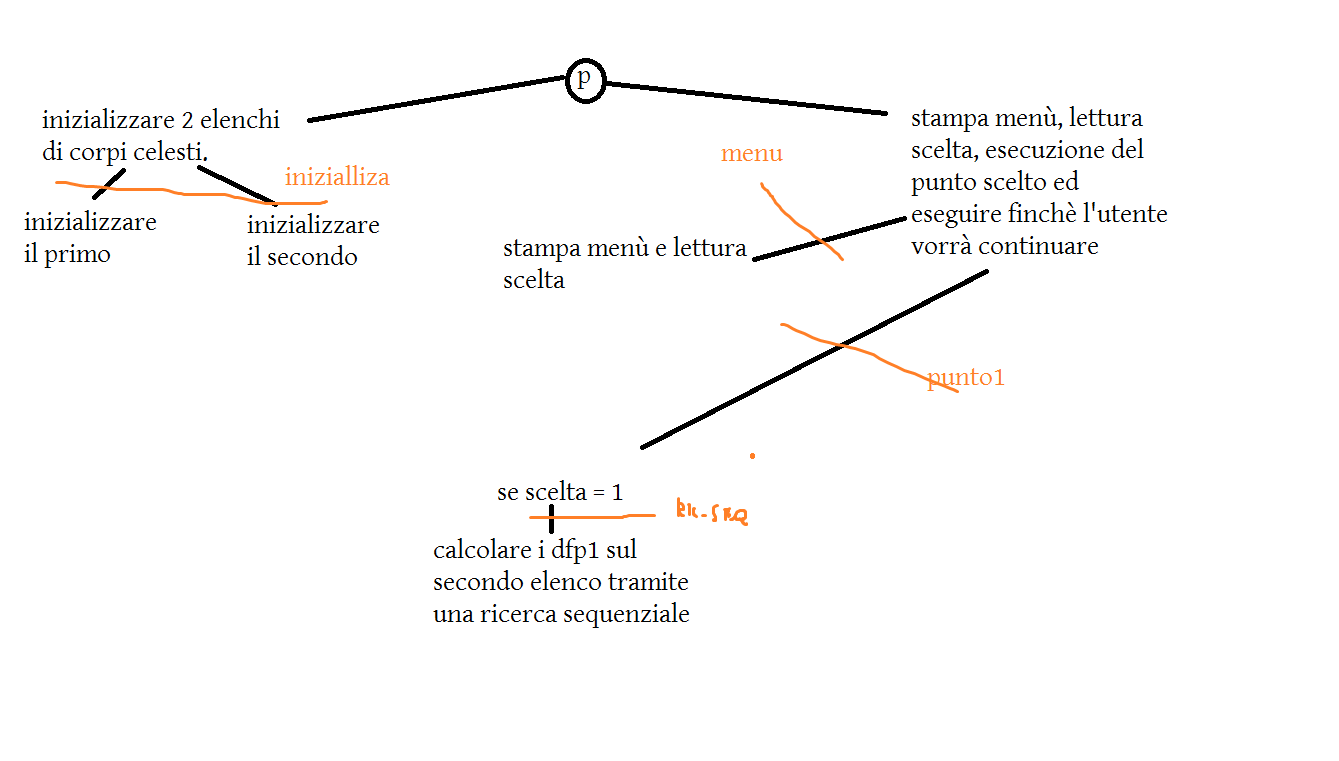 p
inizializzare 2 elenchi
di corpi celesti.
inizialliza
inizializzare
il primo
inizializzare
il secondo
stampa menù, lettura
scelta, esecuzione del
punto scelto ed
eseguire finchè l'utente
vorrà continuare
menu
stampa menù e lettura
scelta
punto1
se scelta = 1
calcolare i dfp1 sul
secondo elenco tramite
una ricerca sequenziale